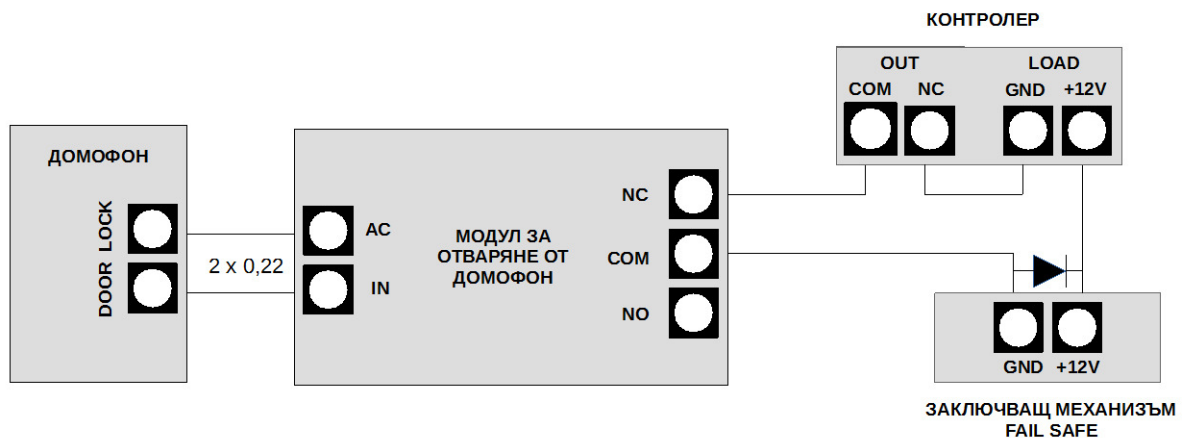 КОНТРОЛЕР
OUT LOAD
COM NC GND +12V
ДОМОФОН
DOOR LOCK
2 x 0,22
AC
IN
МОДУЛ ЗА
ОТВАРЯНЕ ОТ
ДОМОФОН
NC
COM
NO
GND +12V
ЗАКЛЮЧВАЩ МЕХАНИЗЪМ
FAIL SAFE